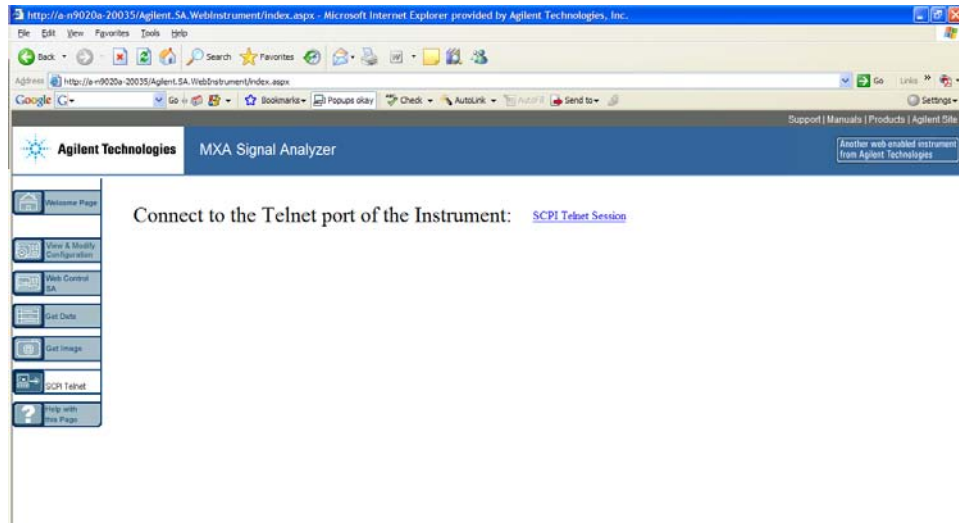 http://a-n9020a-20035/Agilent.SA.WebInstrument/index.aspx - Microsoft Internet Explorer provided by Agilent Technologies, Inc.
File Edit View Favorites Tools Help
Back Search Favorites
Address http://a-n9020a-20035/Agilent.SA.WebInstrument/index.aspx Go Links
Google G Go Bookmarks Popups okay Check AutoLink AutoFill Send to Settings
Support | Manuals | Products | Agilent Site
Agilent Technologies MXA Signal Analyzer
Another web enabled instrument
from Agilent Technologies
Welcome Page
Connect to the Telnet port of the Instrument: SCPI Telnet Session
View & Modify
Configuration
Web Control
SA
Get Data
Get Image
SCPI Telnet
Help with
this Page